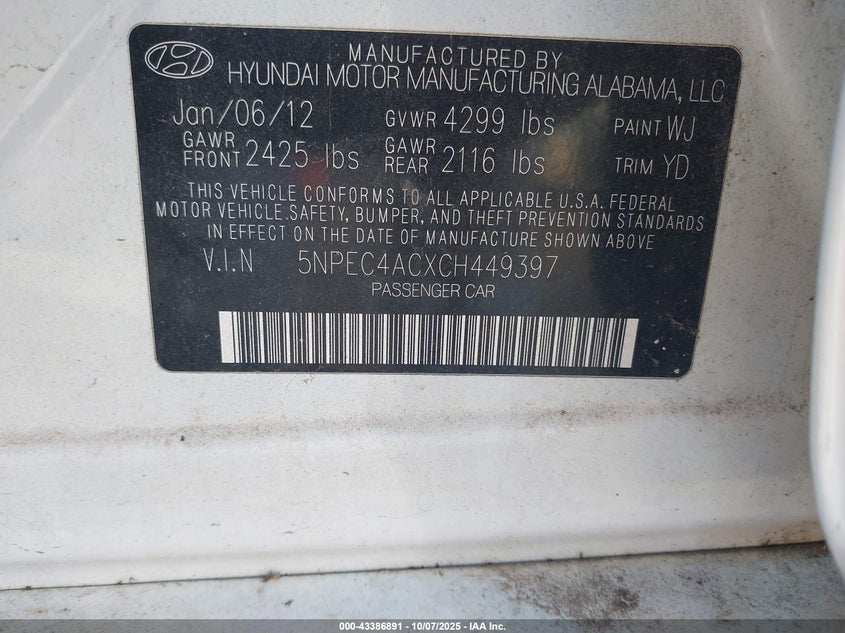 MANUFACTURED BY
HYUNDAI MOTOR MANUFACTURING ALABAMA, LLC
Jan/06/12 GVWR 4299 lbs PAINT WJ
GAWR FRONT 2425 lbs GAWR REAR 2116 lbs TRIM YD
THIS VEHICLE CONFORMS TO ALL APPLICABLE U.S.A. FEDERAL
MOTOR VEHICLE SAFETY, BUMPER, AND THEFT PREVENTION STANDARDS
IN EFFECT ON THE DATE OF MANUFACTURE SHOWN ABOVE
V.I.N 5NPEC4ACXCH449397
PASSENGER CAR
000-43386891 - 10/07/2025 - IAA Inc.